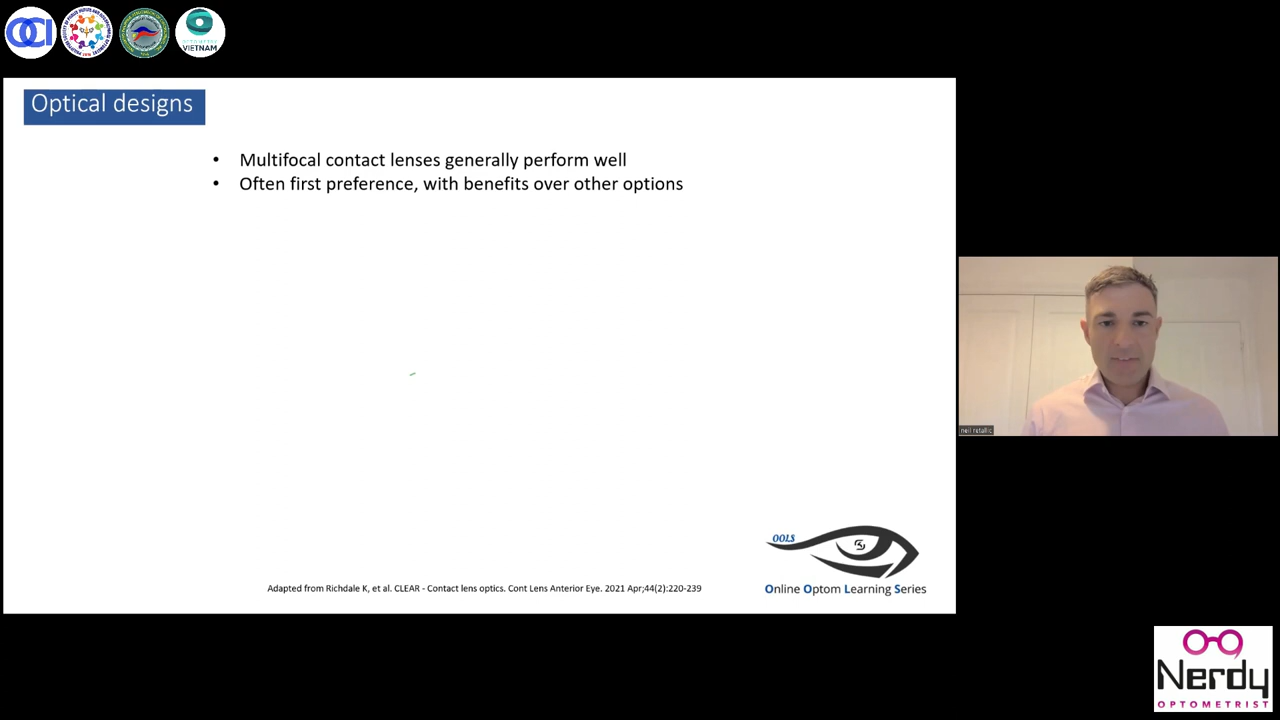 OCI
VIETNAM
Optical designs
• Multifocal contact lenses generally perform well
• Often first preference, with benefits over other options
neil retallic
OOLS
Online Optom Learning Series
Adapted from Richdale K, et al. CLEAR - Contact lens optics. Cont Lens Anterior Eye. 2021 Apr;44(2):220-239
Nerdy
OPTOMETRIST